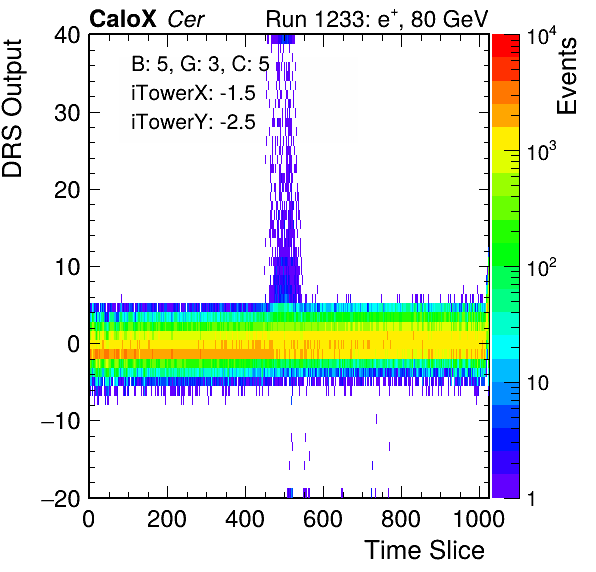 CaloX Cer Run 1233: e+, 80 GeV
DRS Output
Events
B: 5, G: 3, C: 5
iTowerX: -1.5
iTowerY: -2.5
40
30
20
10
0
−10
−20
0 200 400 600 800 1000
Time Slice
10^4
10^3
10^2
10
1